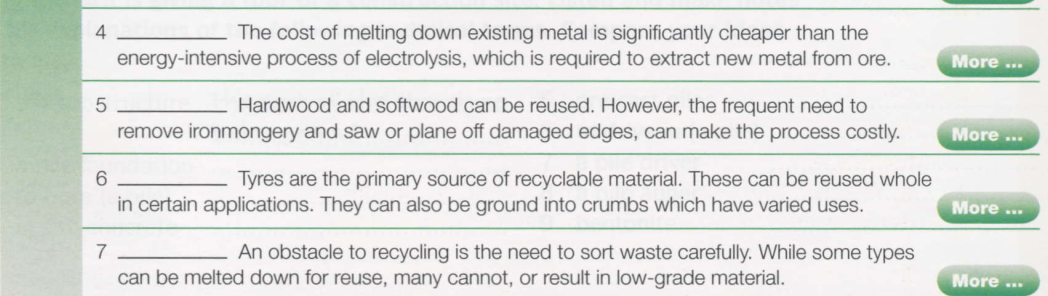 4 ________ The cost of melting down existing metal is significantly cheaper than the
energy-intensive process of electrolysis, which is required to extract new metal from ore.
More ...
5 ________ Hardwood and softwood can be reused. However, the frequent need to
remove ironmongery and saw or plane off damaged edges, can make the process costly.
More ...
6 ________ Tyres are the primary source of recyclable material. These can be reused whole
in certain applications. They can also be ground into crumbs which have varied uses.
More ...
7 ________ An obstacle to recycling is the need to sort waste carefully. While some types
can be melted down for reuse, many cannot, or result in low-grade material.
More ...